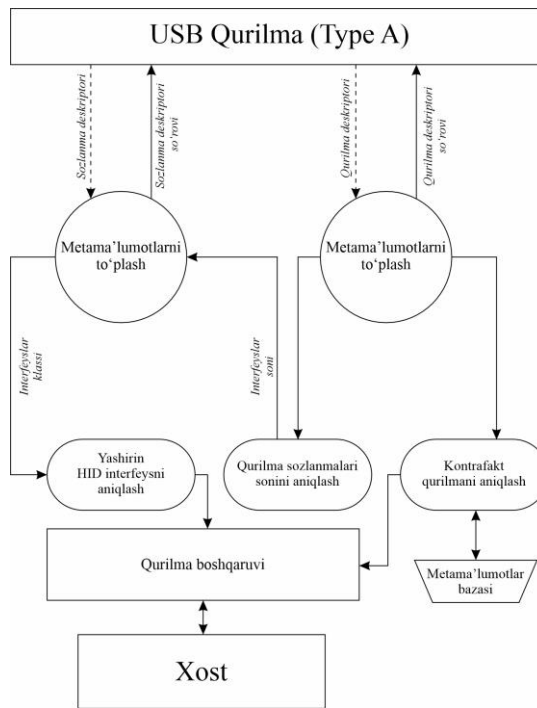 USB Qurilma (Type A)
Sozlanma deskriptori
Sozlanma deskriptori
so‘rovi
Qurilma deskriptori
Qurilma deskriptori
so‘rovi
Metama’lumotlarni
to‘plash
Metama’lumotlarni
to‘plash
Interfeyslar
klassi
Interfeyslar
soni
Yashirin
HID interfeysni
aniqlash
Qurilma sozlanmalari
sonini aniqlash
Kontrafakt
qurilmani aniqlash
Qurilma boshqaruvi
Metama’lumotlar
bazasi
Xost